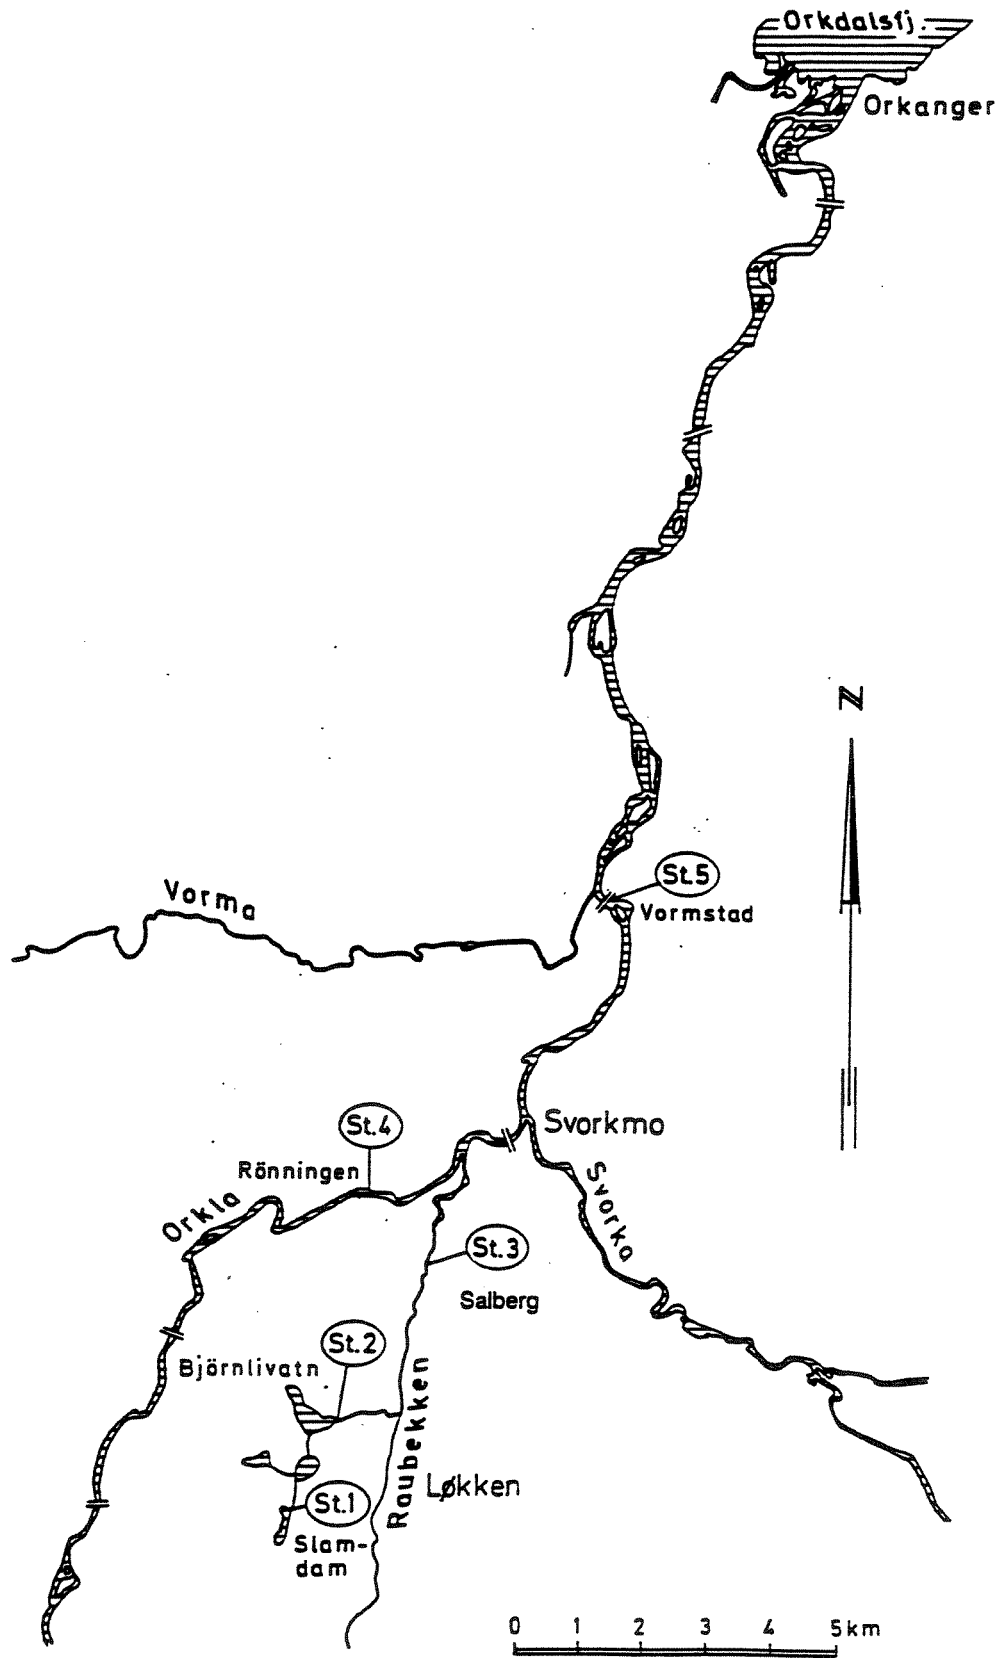 Orkdalsfj.
Orkanger
N
St.5
Vormstad
Vorma
St.4
Svorkmo
Rönningen
Orkla
Svorka
St.3
Salberg
St.2
Björnlivatn
Raubekken
Løkken
St.1
Slam-
dam
0 1 2 3 4 5km